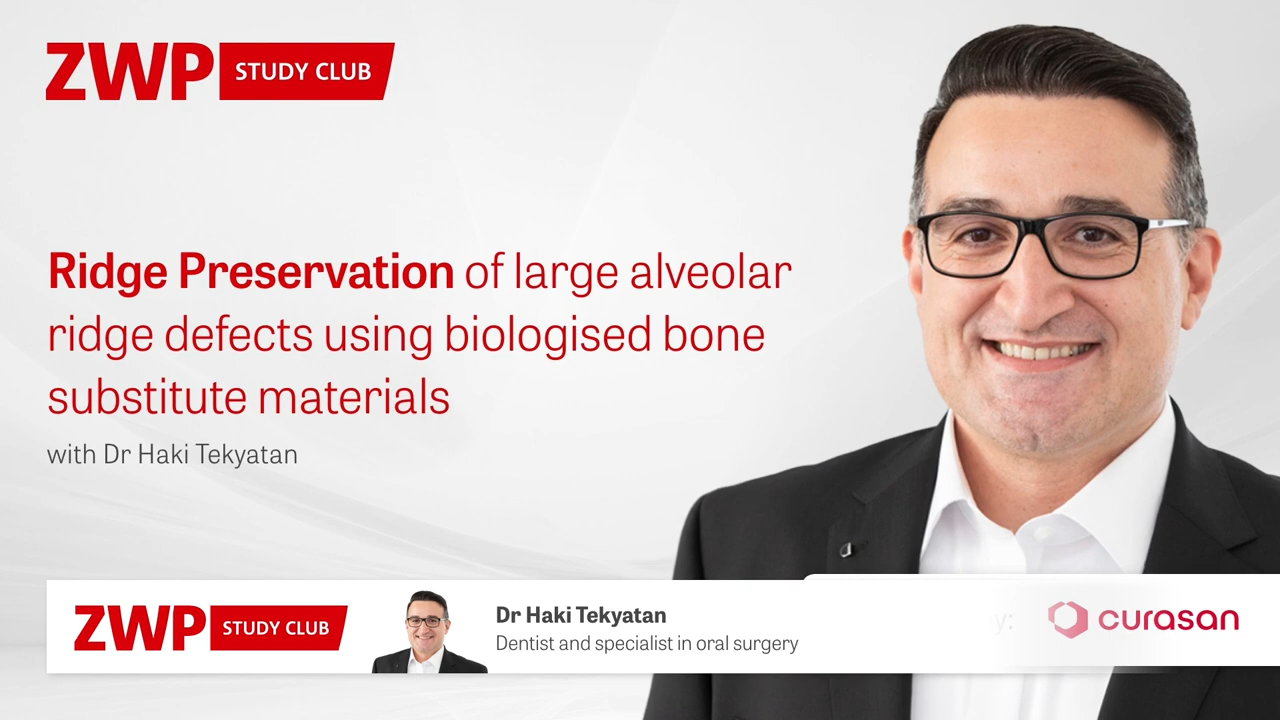 ZWP STUDY CLUB
Ridge Preservation of large alveolar
ridge defects using biologised bone
substitute materials
with Dr Haki Tekyatan
ZWP STUDY CLUB
Dr Haki Tekyatan
Dentist and specialist in oral surgery
y:
curasan